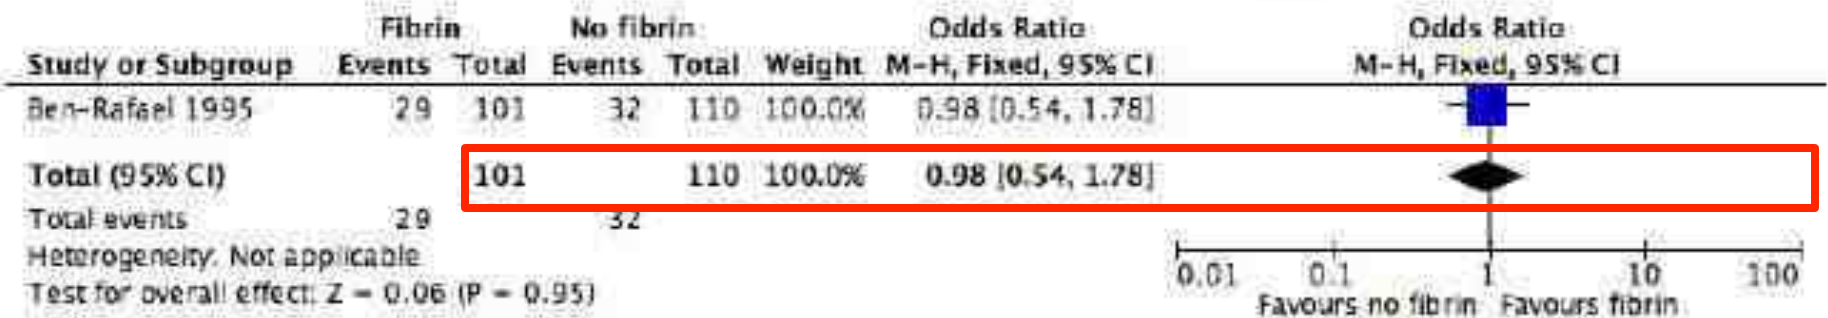 Fibrin No fibrin Odds Ratio Odds Ratio
Study or Subgroup Events Total Events Total Weight M-H, Fixed, 95% CI M-H, Fixed, 95% CI
Ben-Rafael 1995 29 101 32 110 100.0% 0.98 [0.54, 1.78]
Total (95% CI) 101 110 100.0% 0.98 [0.54, 1.78]
Total events 29 32
Heterogeneity: Not applicable
Test for overall effect: Z = 0.06 (P = 0.95)
0.01 0.1 1 10 100
Favours no fibrin Favours fibrin